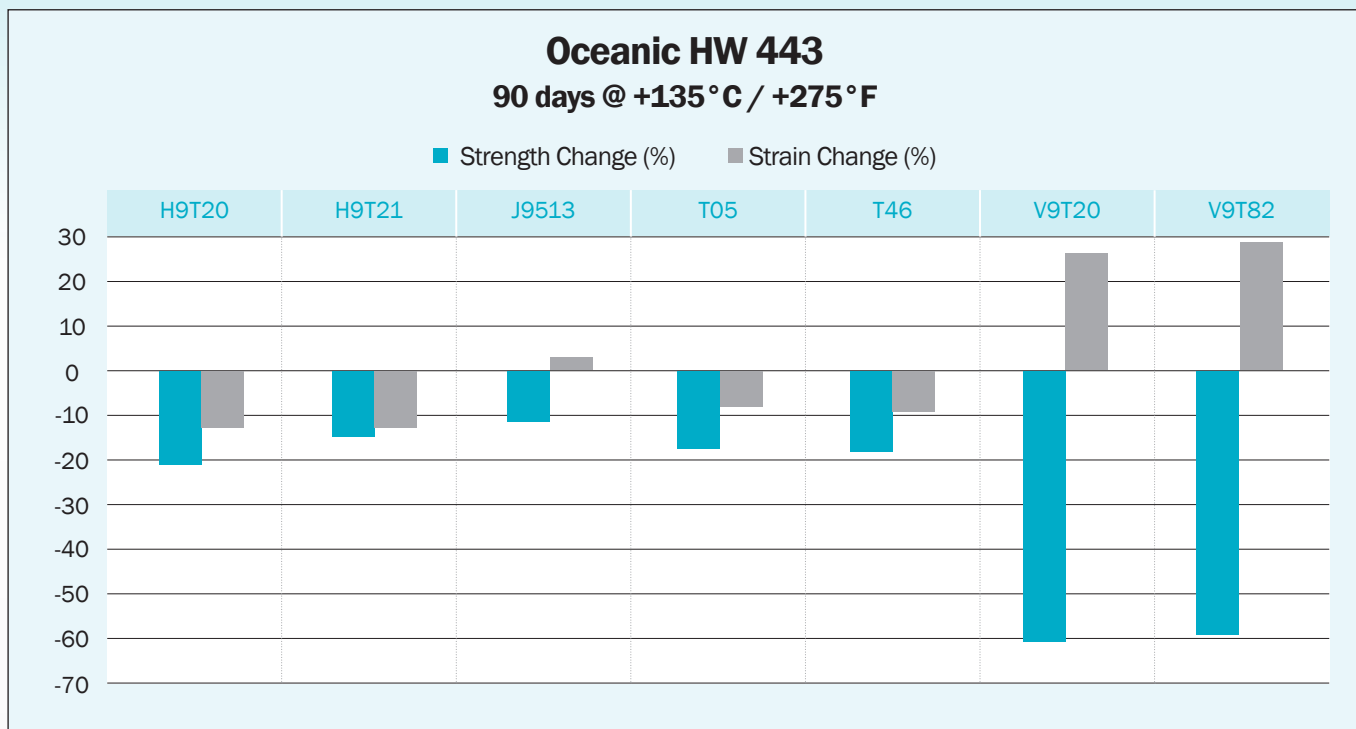 Oceanic HW 443
90 days @ +135°C / +275°F
Strength Change (%) Strain Change (%)
H9T20 H9T21 J9513 T05 T46 V9T20 V9T82
30
20
10
0
-10
-20
-30
-40
-50
-60
-70